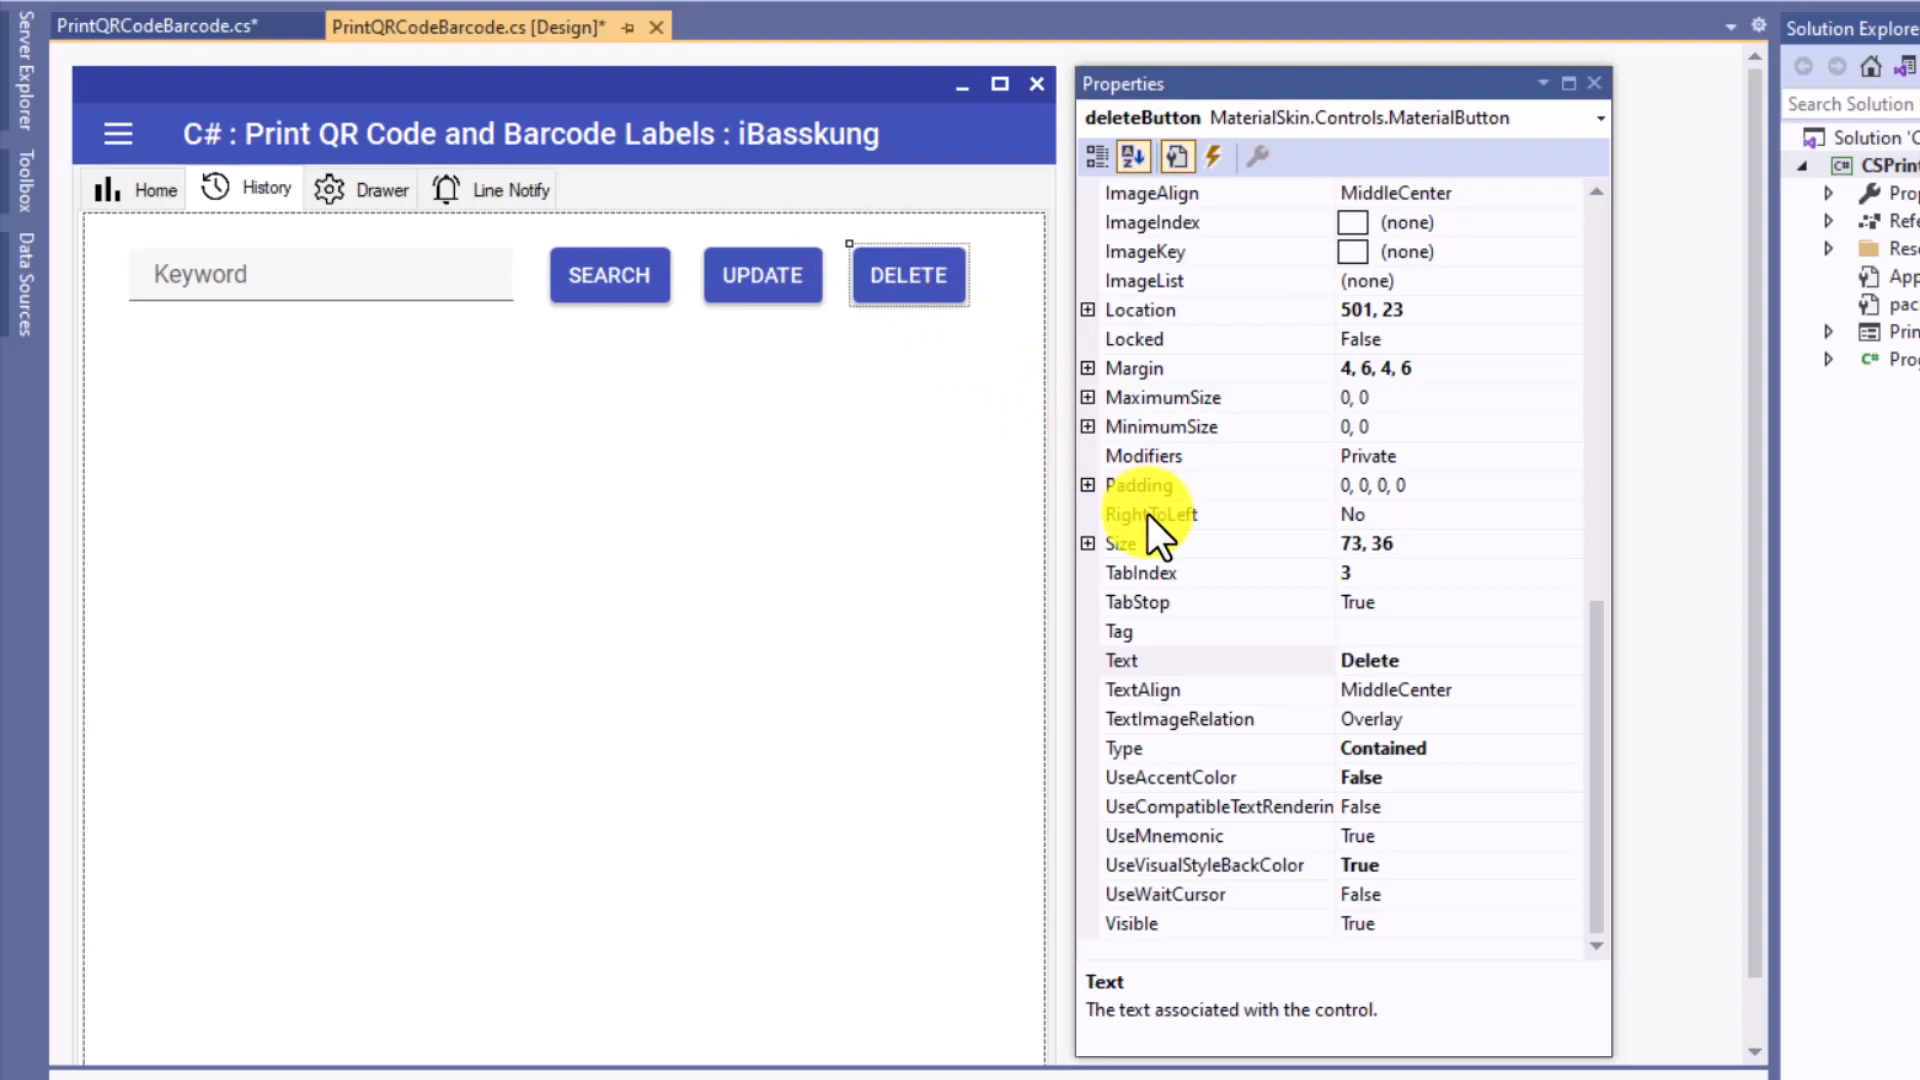 PrintQRCodeBarcode.cs*
PrintQRCodeBarcode.cs [Design]*
Server Explorer
Toolbox
Data Sources
C# : Print QR Code and Barcode Labels : iBasskung
Home
History
Drawer
Line Notify
Keyword
SEARCH
UPDATE
DELETE
Properties
deleteButton MaterialSkin.Controls.MaterialButton
ImageAlign MiddleCenter
ImageIndex (none)
ImageKey (none)
ImageList (none)
Location 501, 23
Locked False
Margin 4, 6, 4, 6
MaximumSize 0, 0
MinimumSize 0, 0
Modifiers Private
Padding 0, 0, 0, 0
RightToLeft No
Size 73, 36
TabIndex 3
TabStop True
Tag
Text Delete
TextAlign MiddleCenter
TextImageRelation Overlay
Type Contained
UseAccentColor False
UseCompatibleTextRenderin False
UseMnemonic True
UseVisualStyleBackColor True
UseWaitCursor False
Visible True
Text
The text associated with the control.
Solution Explore
Search Solution
Solution 'C
C# CSPrint
Prop
Refe
Reso
App
pac
Prin
C# Prog